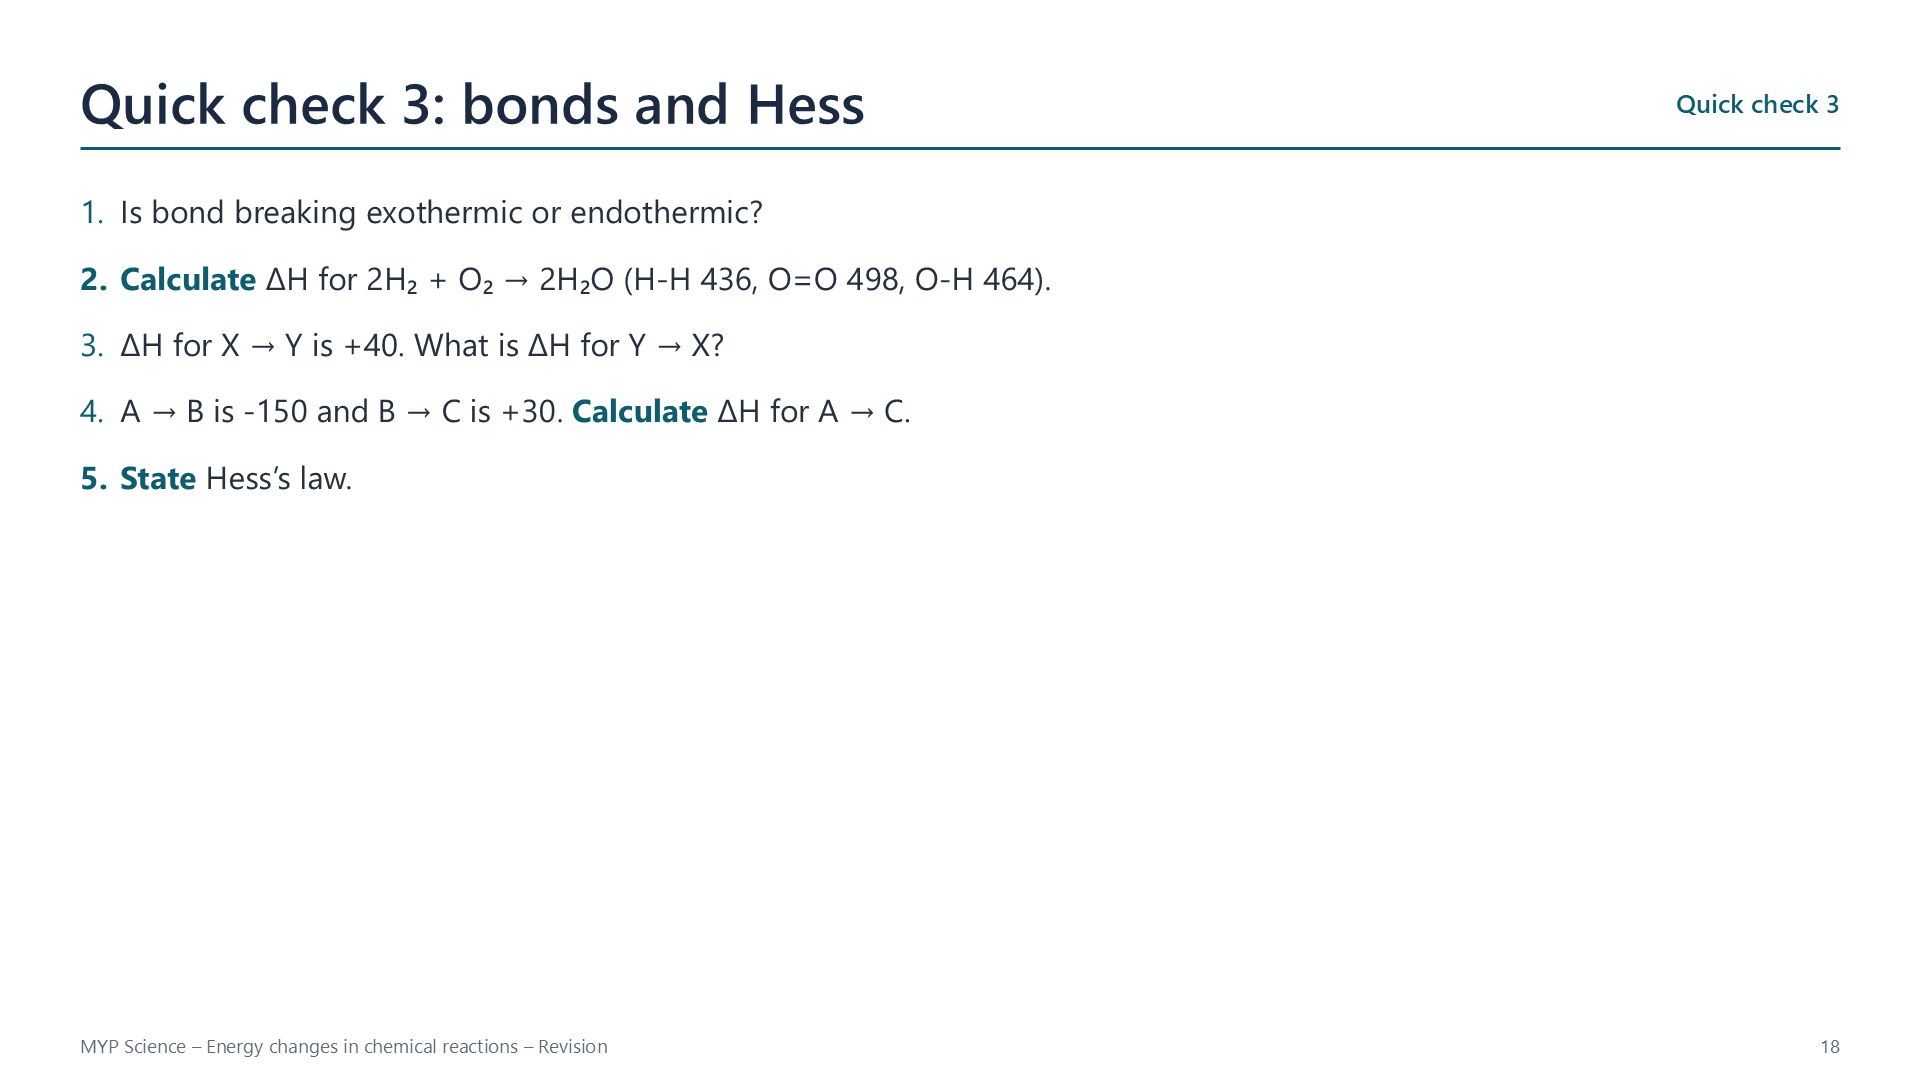 Quick check 3: bonds and Hess
Quick check 3
1. Is bond breaking exothermic or endothermic?
2. Calculate ΔH for 2H₂ + O₂ → 2H₂O (H-H 436, O=O 498, O-H 464).
3. ΔH for X → Y is +40. What is ΔH for Y → X?
4. A → B is -150 and B → C is +30. Calculate ΔH for A → C.
5. State Hess’s law.
MYP Science – Energy changes in chemical reactions – Revision
18